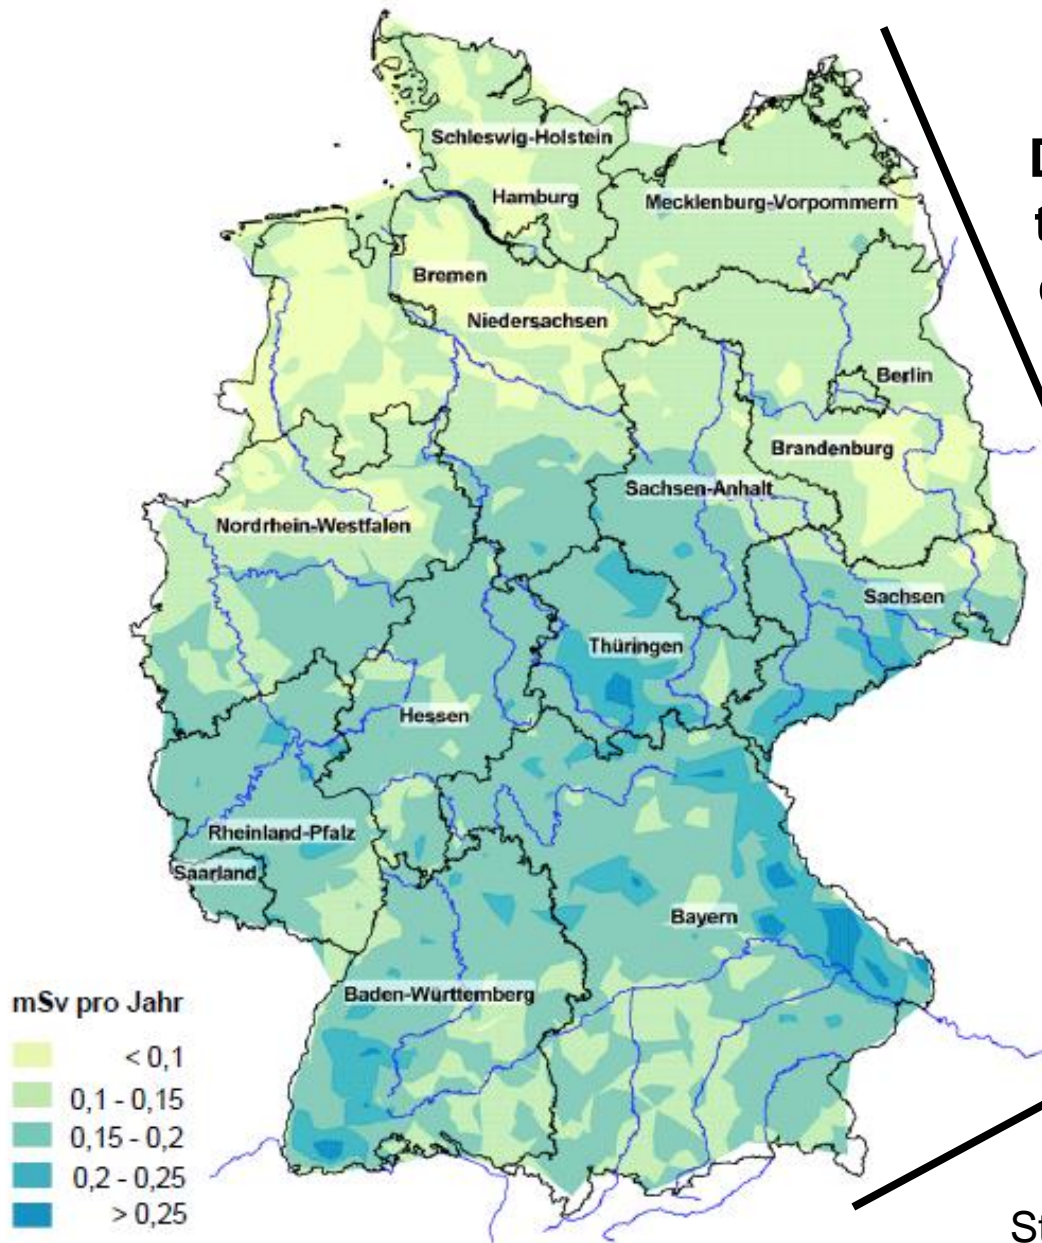 Schleswig-Holstein
Hamburg
Mecklenburg-Vorpommern
Bremen
Niedersachsen
Berlin
Brandenburg
Sachsen-Anhalt
Nordrhein-Westfalen
Sachsen
Thüringen
Hessen
Rheinland-Pfalz
Saarland
Bayern
Baden-Württemberg
mSv pro Jahr
< 0,1
0,1 - 0,15
0,15 - 0,2
0,2 - 0,25
> 0,25